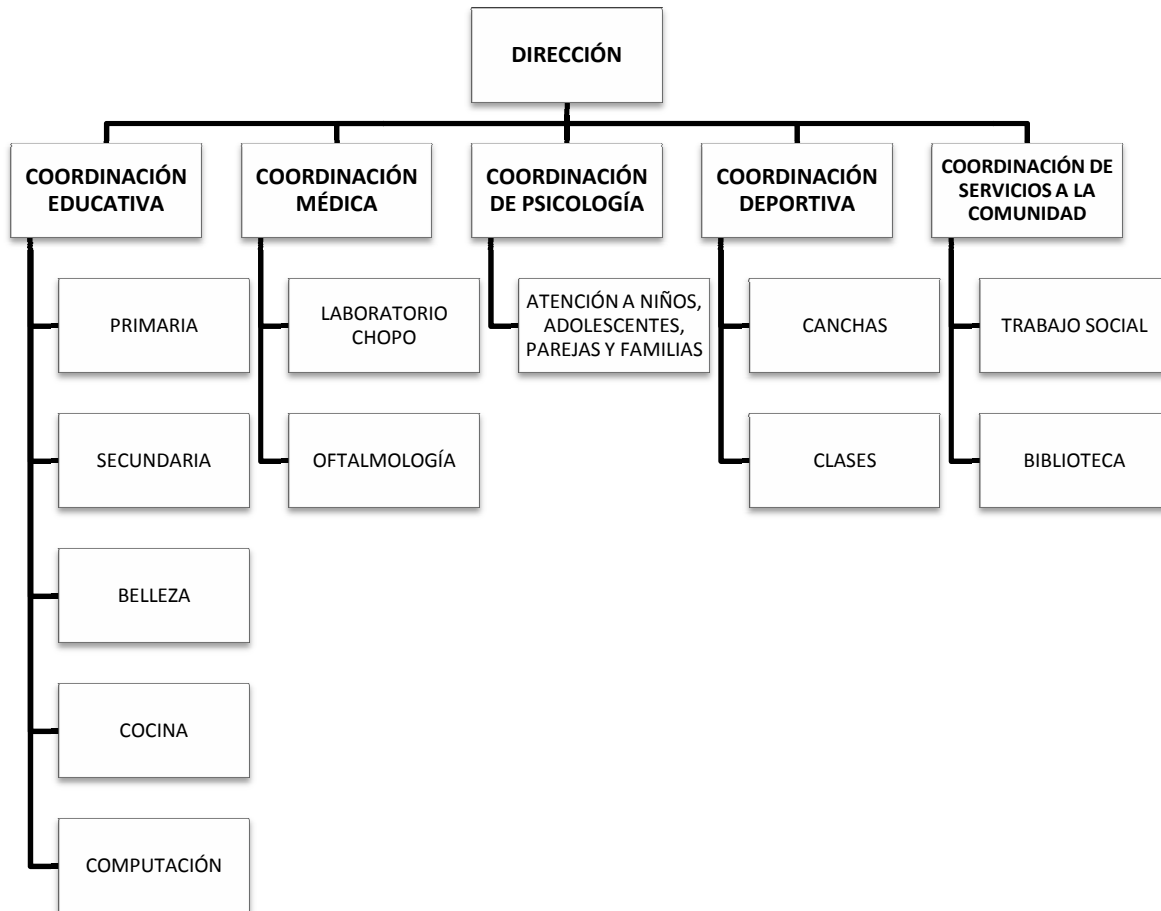 DIRECCIÓN
COORDINACIÓN
EDUCATIVA
COORDINACIÓN
MÉDICA
COORDINACIÓN
DE PSICOLOGÍA
COORDINACIÓN
DEPORTIVA
COORDINACIÓN DE
SERVICIOS A LA
COMUNIDAD
PRIMARIA
LABORATORIO
CHOPO
ATENCIÓN A NIÑOS,
ADOLESCENTES,
PAREJAS Y FAMILIAS
CANCHAS
TRABAJO SOCIAL
SECUNDARIA
OFTALMOLOGÍA
CLASES
BIBLIOTECA
BELLEZA
COCINA
COMPUTACIÓN